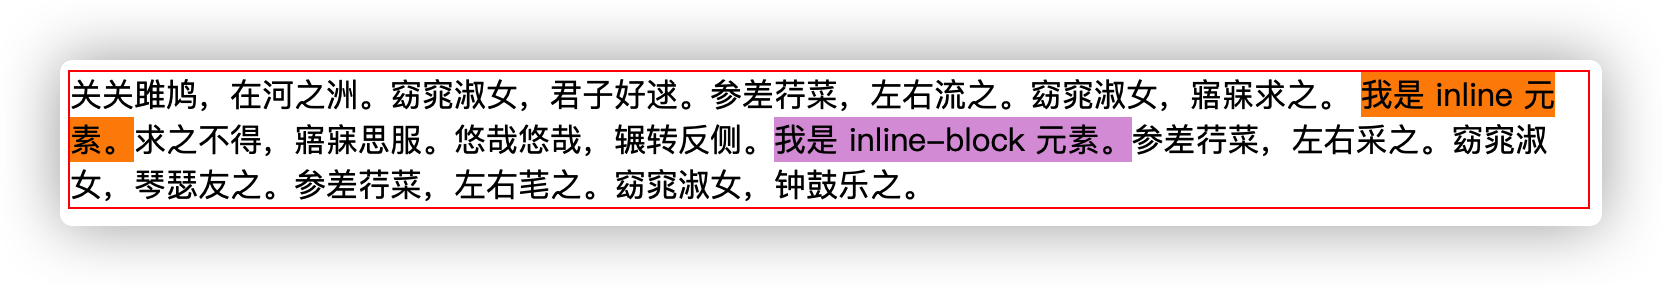 关关雎鸠，在河之洲。窈窕淑女，君子好逑。参差荇菜，左右流之。窈窕淑女，寤寐求之。 我是 inline 元
素。求之不得，寤寐思服。悠哉悠哉，辗转反侧。我是 inline-block 元素。参差荇菜，左右采之。窈窕淑
女，琴瑟友之。参差荇菜，左右芼之。窈窕淑女，钟鼓乐之。